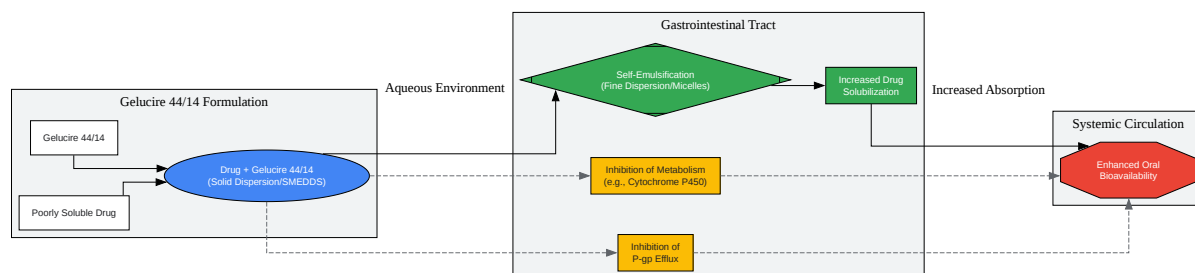 Gelucire 44/14 Formulation
Gelucire 44/14
Poorly Soluble Drug
Drug + Gelucire 44/14
(Solid Dispersion/SMEDDS)
Aqueous Environment
Gastrointestinal Tract
Self-Emulsification
(Fine Dispersion/Micelles)
Increased Drug
Solubilization
Inhibition of Metabolism
(e.g., Cytochrome P450)
Inhibition of
P-gp Efflux
Increased Absorption
Systemic Circulation
Enhanced Oral
Bioavailability